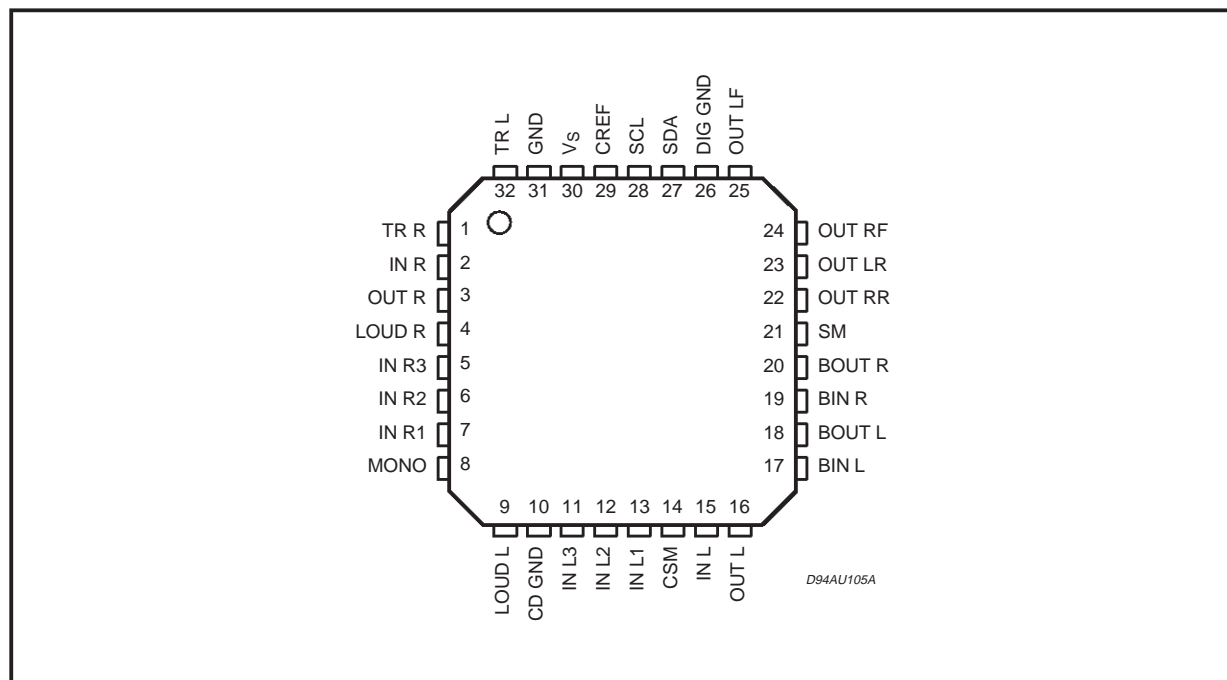 TR L
GND
VS
CREF
SCL
SDA
DIG GND
OUT LF
32 31 30 29 28 27 26 25
TR R 1
IN R 2
OUT R 3
LOUD R 4
IN R3 5
IN R2 6
IN R1 7
MONO 8
24 OUT RF
23 OUT LR
22 OUT RR
21 SM
20 BOUT R
19 BIN R
18 BOUT L
17 BIN L
9 10 11 12 13 14 15 16
LOUD L
CD GND
IN L3
IN L2
IN L1
CSM
IN L
OUT L
D94AU105A